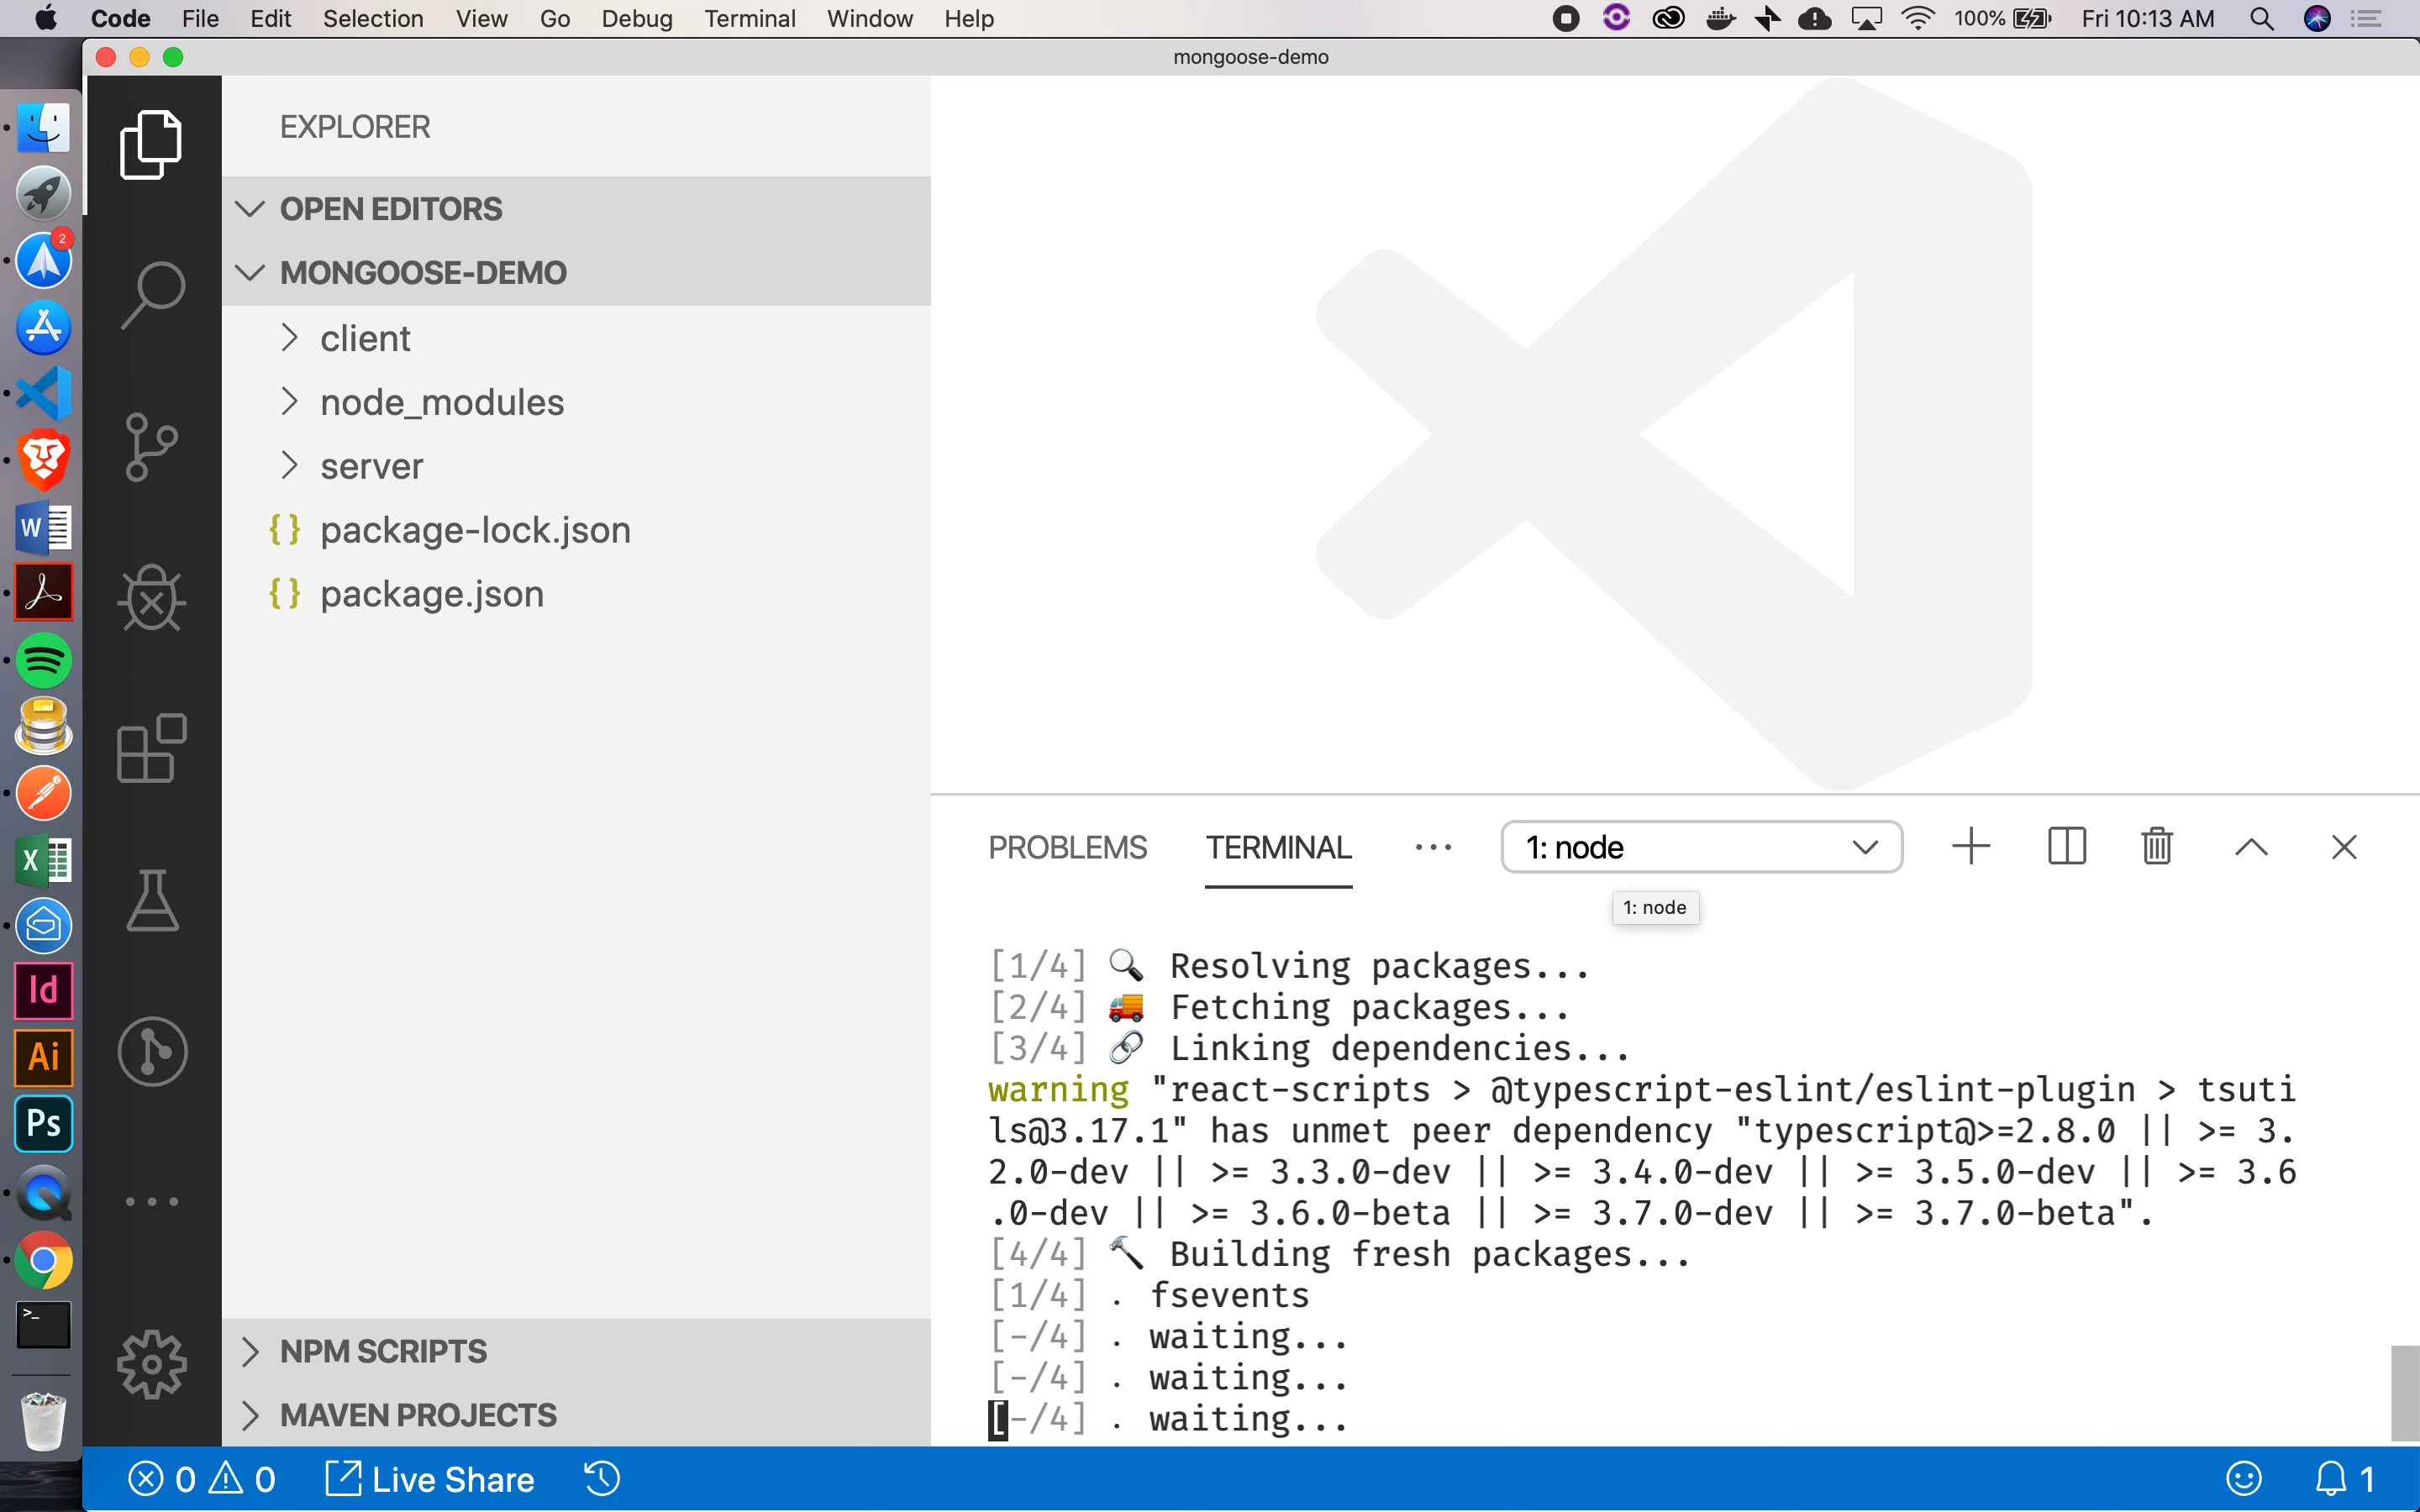 Code File Edit Selection View Go Debug Terminal Window Help 100% Fri 10:13 AM
mongoose-demo
EXPLORER
OPEN EDITORS
MONGOOSE-DEMO
client
node_modules
server
{} package-lock.json
{} package.json
NPM SCRIPTS
MAVEN PROJECTS
2
W
X
Id
Ai
Ps
>_
PROBLEMS TERMINAL ... 1: node
1: node
[1/4] 🔍 Resolving packages...
[2/4] 🚚 Fetching packages...
[3/4] 🔗 Linking dependencies...
warning "react-scripts > @typescript-eslint/eslint-plugin > tsuti
ls@3.17.1" has unmet peer dependency "typescript@>=2.8.0 || >= 3.
2.0-dev || >= 3.3.0-dev || >= 3.4.0-dev || >= 3.5.0-dev || >= 3.6
.0-dev || >= 3.6.0-beta || >= 3.7.0-dev || >= 3.7.0-beta".
[4/4] 🔨 Building fresh packages...
[1/4] . fsevents
[-/4] . waiting...
[-/4] . waiting...
[-/4] . waiting...
0 0 Live Share 1